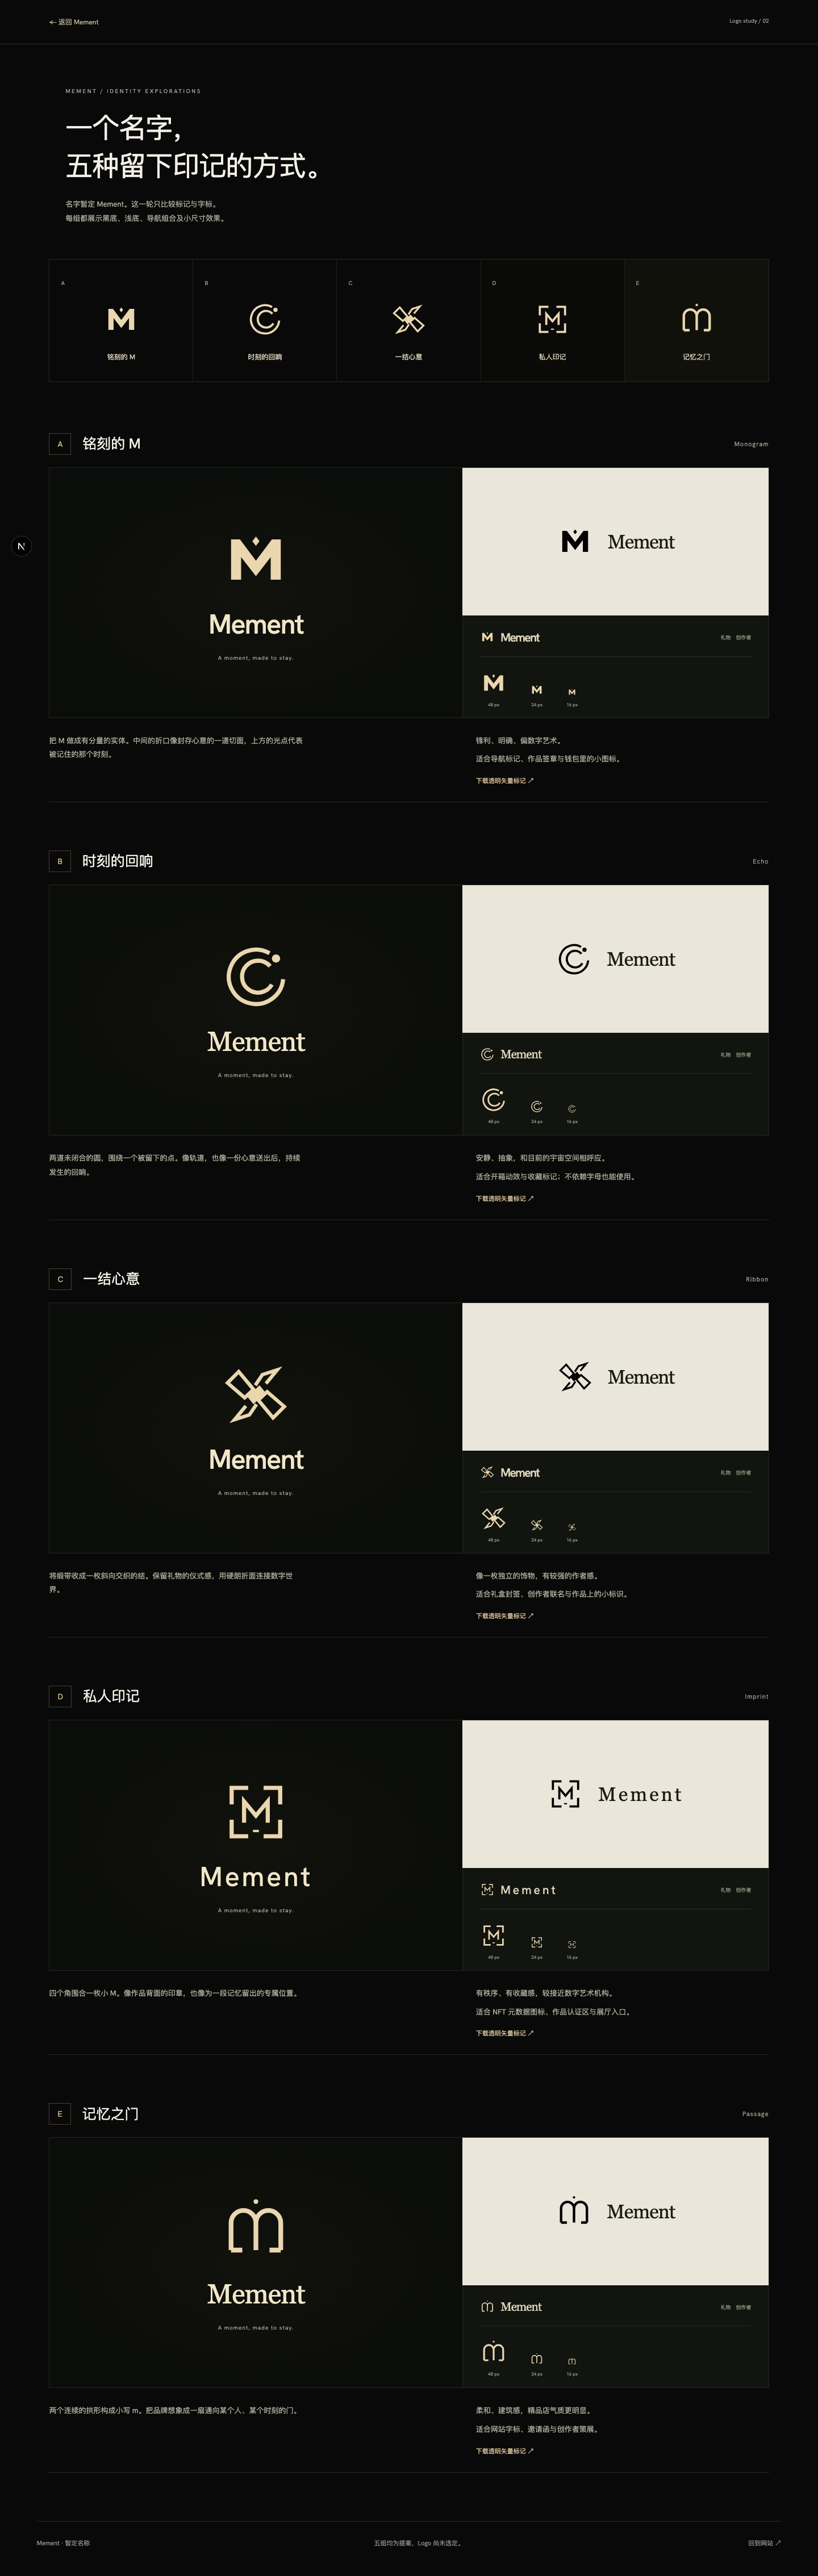 ← 返回 Mement
Logo study / 02
MEMENT / IDENTITY EXPLORATIONS
一个名字，
五种留下印记的方式。
名字暂定 Mement。这一轮只比较标记与字标。
每组都展示黑底、浅底、导航组合及小尺寸效果。
A
B
C
D
E
铭刻的 M
时刻的回响
一结心意
私人印记
记忆之门
A
铭刻的 M
Monogram
Mement
A moment, made to stay.
Mement
Mement
礼物 创作者
48 px
24 px
16 px
把 M 做成有分量的实体。中间的折口像封存心意的一道切面，上方的光点代表
被记住的那个时刻。
锋利、明确、偏数字艺术。
适合导航标记、作品签章与钱包里的小图标。
下载透明矢量标记 ↗
N
B
时刻的回响
Echo
Mement
A moment, made to stay.
Mement
Mement
礼物 创作者
48 px
24 px
16 px
两道未闭合的圆，围绕一个被留下的点。像轨道，也像一份心意送出后，持续
发生的回响。
安静、抽象，和目前的宇宙空间相呼应。
适合开箱动效与收藏标记；不依赖字母也能使用。
下载透明矢量标记 ↗
C
一结心意
Ribbon
Mement
A moment, made to stay.
Mement
Mement
礼物 创作者
48 px
24 px
16 px
将缎带收成一枚斜向交织的结。保留礼物的仪式感，用硬朗折面连接数字世
界。
像一枚独立的饰物，有较强的作者感。
适合礼盒封签、创作者联名与作品上的小标识。
下载透明矢量标记 ↗
D
私人印记
Imprint
Mement
A moment, made to stay.
Mement
Mement
礼物 创作者
48 px
24 px
16 px
四个角围合一枚小 M。像作品背面的印章，也像为一段记忆留出的专属位置。
有秩序、有收藏感，较接近数字艺术机构。
适合 NFT 元数据图标、作品认证区与展厅入口。
下载透明矢量标记 ↗
E
记忆之门
Passage
Mement
A moment, made to stay.
Mement
Mement
礼物 创作者
48 px
24 px
16 px
两个连续的拱形构成小写 m。把品牌想象成一扇通向某个人、某个时刻的门。
柔和、建筑感，精品店气质更明显。
适合网站字标、邀请函与创作者策展。
下载透明矢量标记 ↗
Mement · 暂定名称
五组均为提案，Logo 尚未选定。
回到网站 ↗